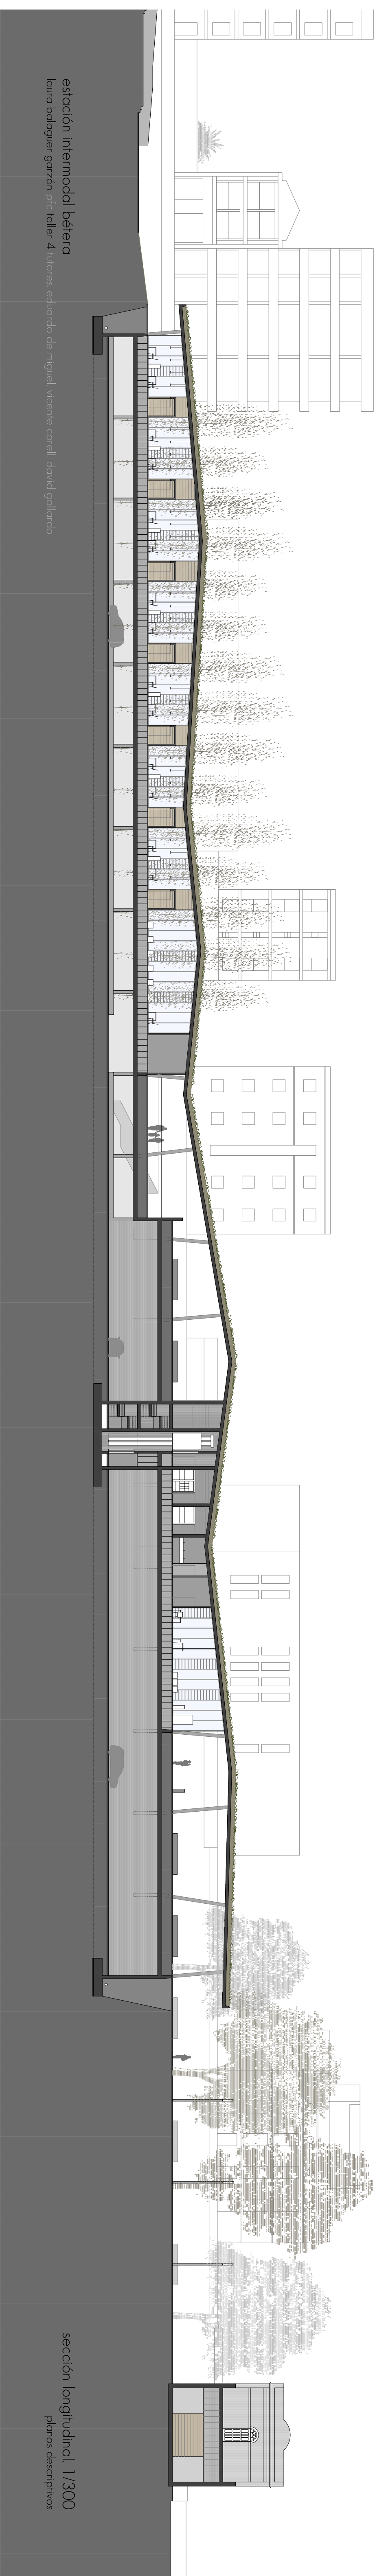 estación intermodal bétera
laura balaguer garzón pfc taller 4 tutores. eduardo de miguel, vicente corell, david gallardo
sección longitudinal. 1/300
planos descriptivos